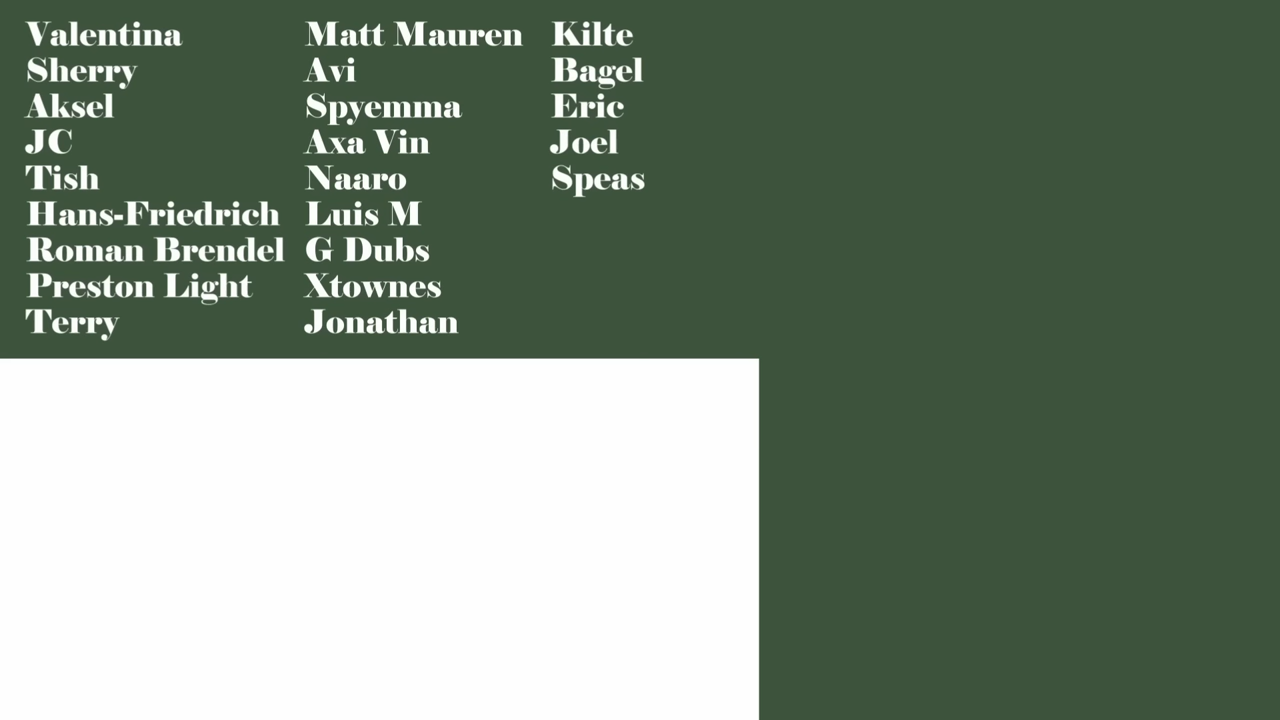 Valentina
Sherry
Aksel
JC
Tish
Hans-Friedrich
Roman Brendel
Preston Light
Terry
Matt Mauren
Avi
Spyemma
Axa Vin
Naaro
Luis M
G Dubs
Xtownes
Jonathan
Kilte
Bagel
Eric
Joel
Speas